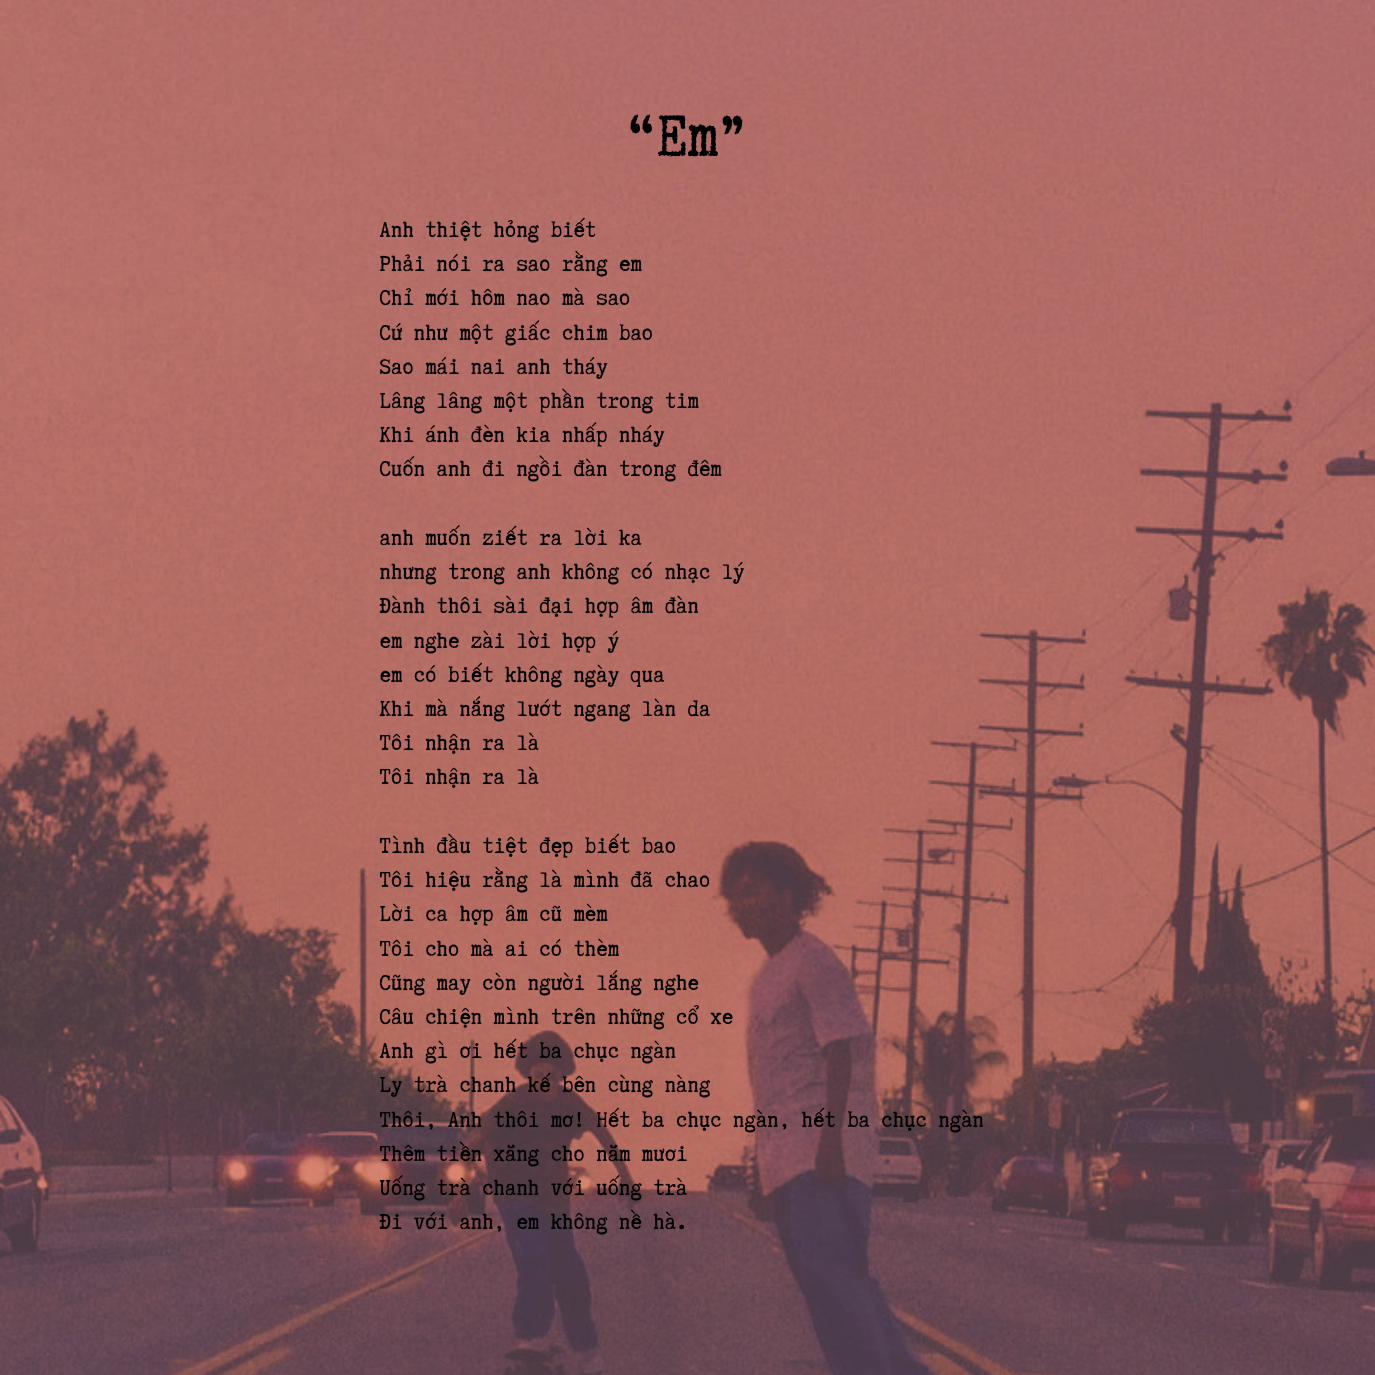 “Em”
Anh thiệt hỏng biết
Phải nói ra sao rằng em
Chỉ mới hôm nao mà sao
Cứ như một giấc chim bao
Sao mái nai anh tháy
Lâng lâng một phần trong tim
Khi ánh đèn kia nhấp nháy
Cuốn anh đi ngồi đàn trong đêm
anh muốn ziết ra lời ka
nhưng trong anh không có nhạc lý
Đành thôi sài đại hợp âm đàn
em nghe zài lời hợp ý
em có biết không ngày qua
Khi mà nắng lướt ngang làn da
Tôi nhận ra là
Tôi nhận ra là
Tình đầu tiệt đẹp biết bao
Tôi hiệu rằng là mình đã chao
Lời ca hợp âm cũ mèm
Tôi cho mà ai có thèm
Cũng may còn người lắng nghe
Câu chiện mình trên những cổ xe
Anh gì ơi hết ba chục ngàn
Ly trà chanh kế bên cùng nàng
Thôi, Anh thôi mơ! Hết ba chục ngàn, hết ba chục ngàn
Thêm tiền xăng cho năm mươi
Uống trà chanh với uống trà
Đi với anh, em không nề hà.